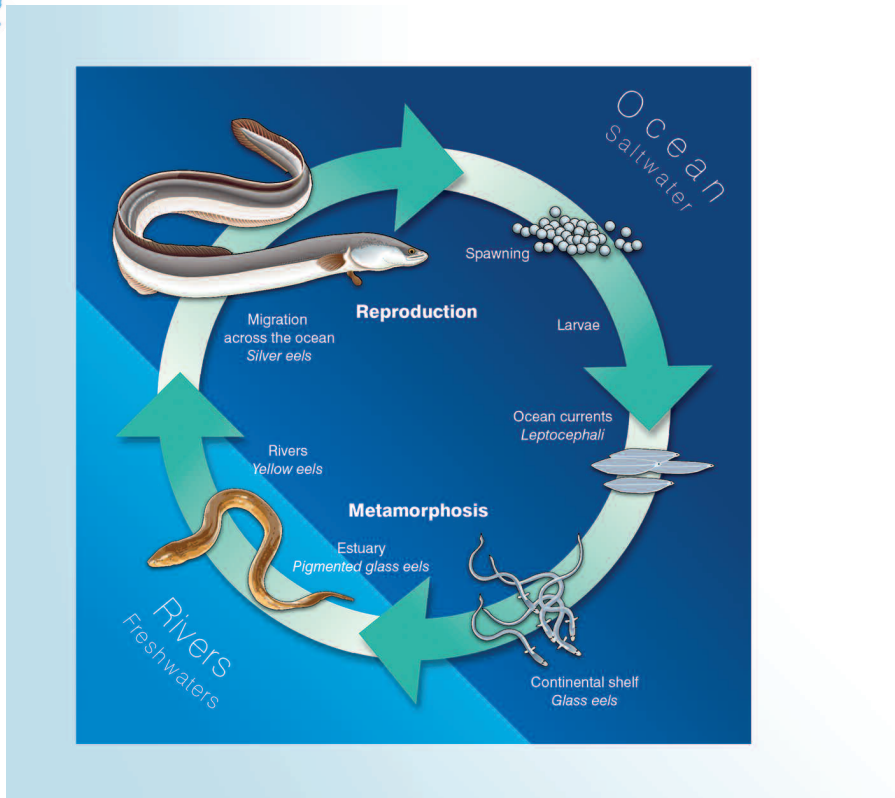 Ocean
Saltwater
Spawning
Reproduction
Migration
across the ocean
Silver eels
Larvae
Ocean currents
Leptocephali
Rivers
Yellow eels
Metamorphosis
Estuary
Pigmented glass eels
Rivers
Freshwaters
Continental shelf
Glass eels